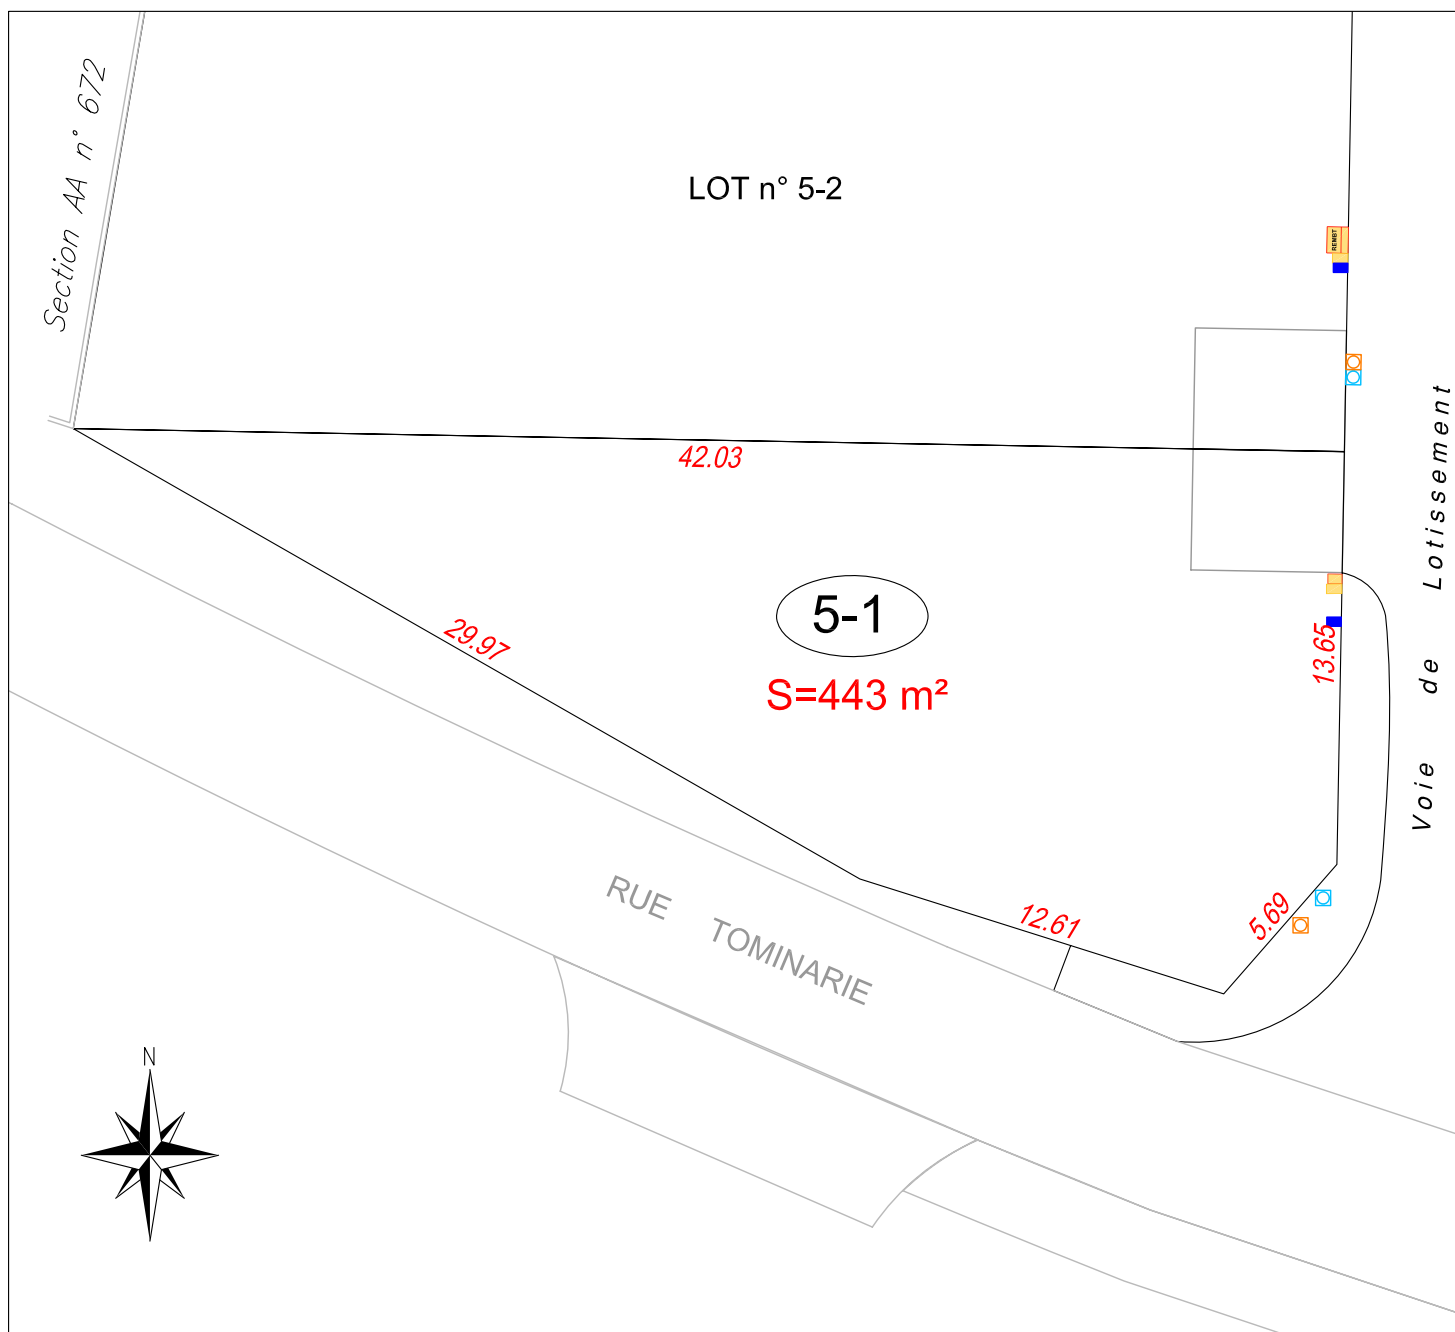 Section AA n° 672
LOT n° 5-2
REMBT
42.03
Voie de Lotissement
29.97
5-1
13.65
S=443 m²
RUE TOMINARIE
12.61
5.69
N